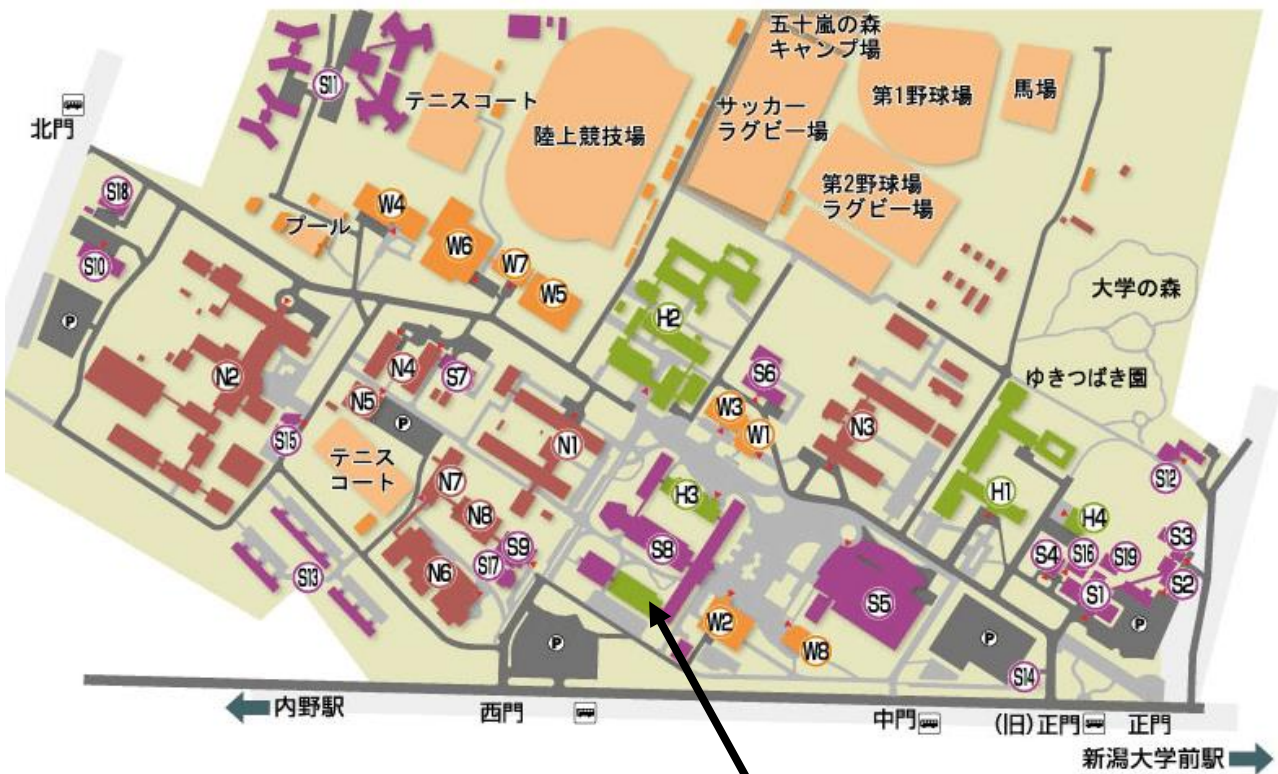 五十嵐の森
キャンプ場
第1野球場
馬場
サッカー
ラグビー場
テニスコート
陸上競技場
S11
北門
第2野球場
ラグビー場
S18
W4
プール
W6
W7
W5
S10
大学の森
H2
P
ゆきつばき園
N2
N4
S7
N5
S6
W3
W1
N3
S15
P
N1
テニス
コート
N7
H3
H1
S12
N8
H4
S9
S8
S4
S16
S19
S3
N6
S17
S13
S5
S1
S2
W2
W8
P
P
P
S14
内野駅
西門
中門
(旧)正門
正門
新潟大学前駅